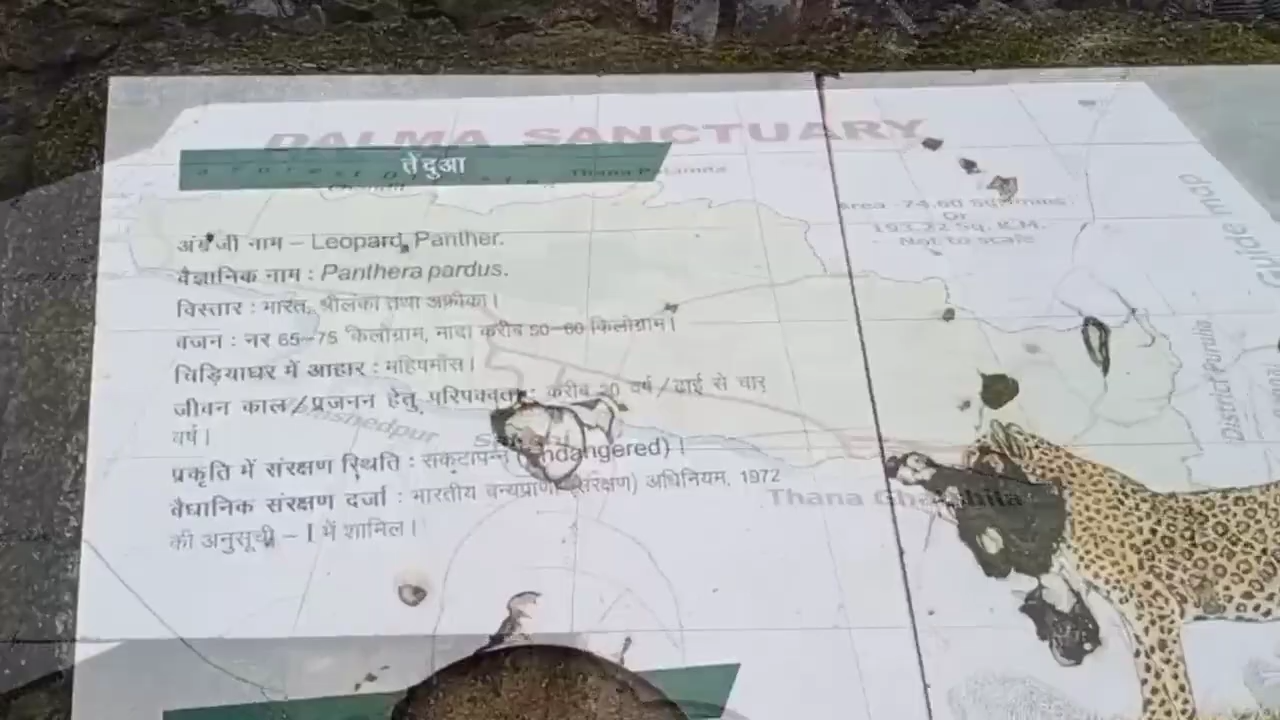 DALMA SANCTUARY
तेंदुआ
Thana
Area -74.60 Sq.
Or
193.22 Sq. K.M.
Not to scale
Guide map
अंग्रेजी नाम – Leopard, Panther.
वैज्ञानिक नाम : Panthera pardus.
विस्तार : भारत, श्रीलंका तथा अफ्रीका।
वजन : नर 65–75 किलोग्राम, मादा करीब 50–60 किलोग्राम।
चिड़ियाघर में आहार : महिषमाँस।
जीवन काल/प्रजनन हेतु परिपक्वता : करीब 20 वर्ष/ढाई से चार
वर्ष।
प्रकृति में संरक्षण स्थिति : संकटापन्न (Endangered)।
वैधानिक संरक्षण दर्जा : भारतीय वन्यप्राणी (संरक्षण) अधिनियम, 1972
की अनुसूची – I में शामिल।
District Purulia
Thana